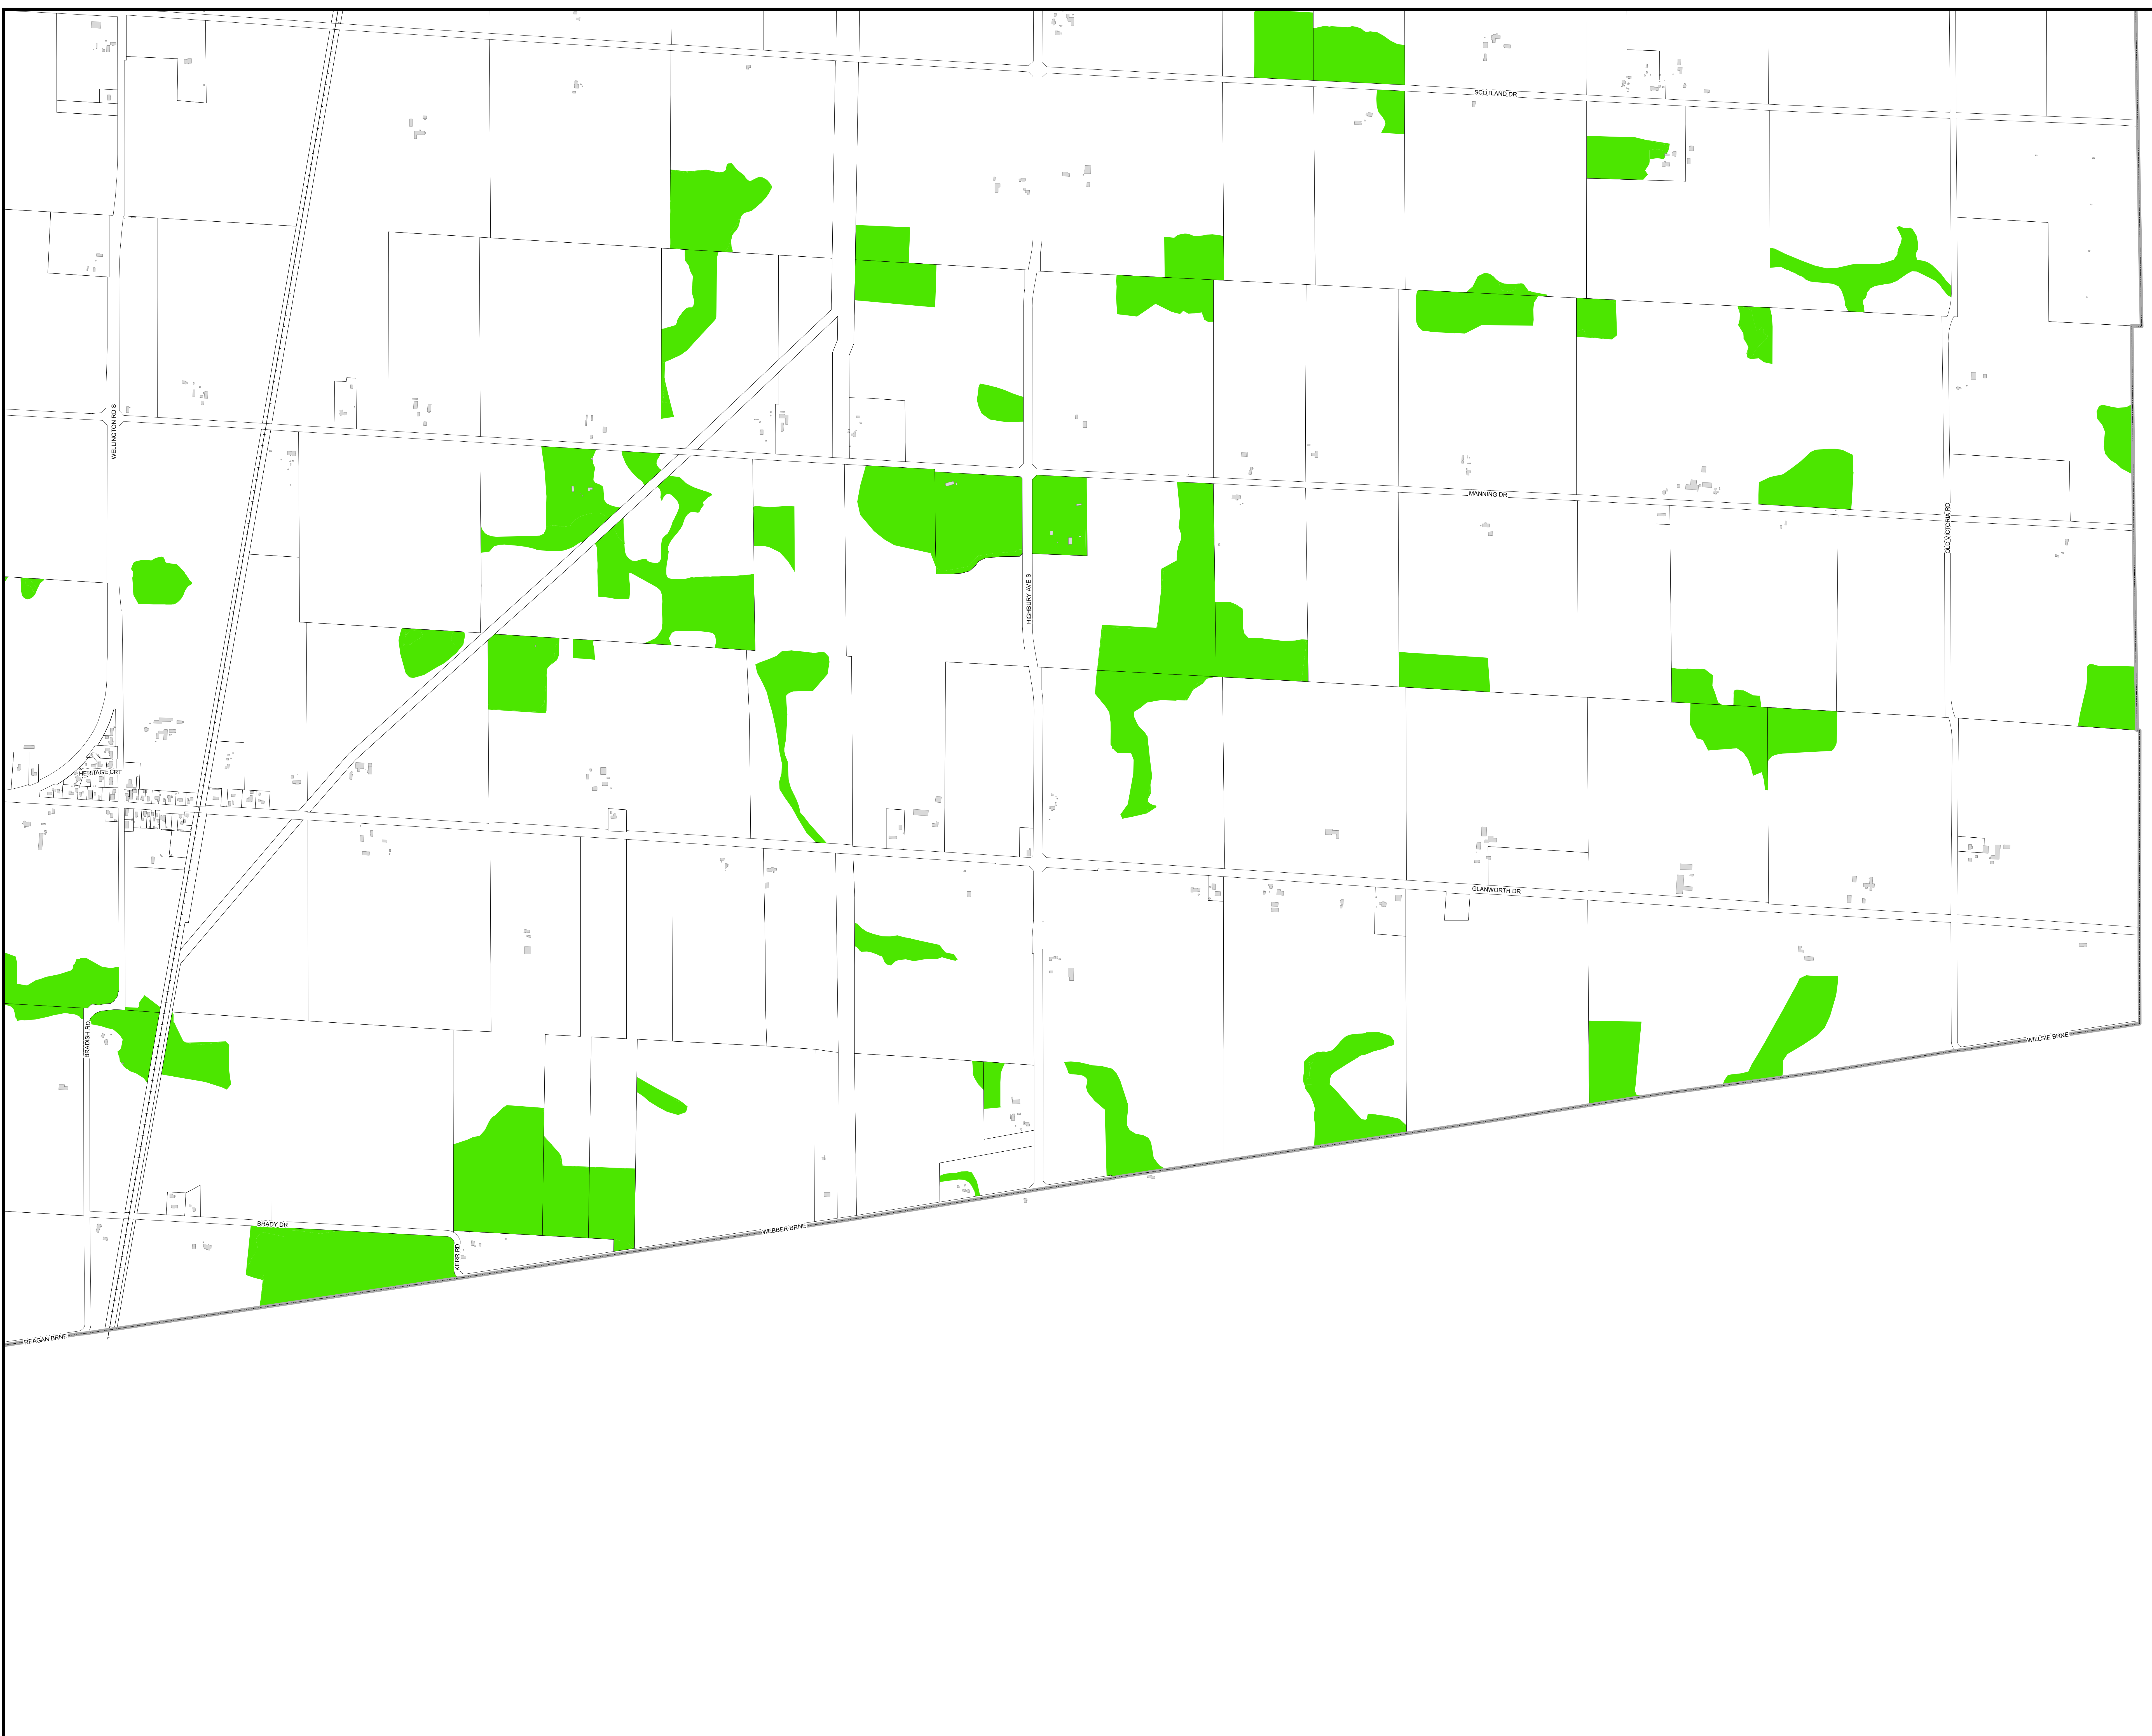 SCOTLAND DR
WELLINGTON RD S
MANNING DR
OLD VICTORIA RD
HIGHBURY AVE S
HERITAGE CRT
GLANWORTH DR
BRADISH RD
WILLSIE BRNE
BRADY DR
WEBBER BRNE
KERR RD
REAGAN BRNE